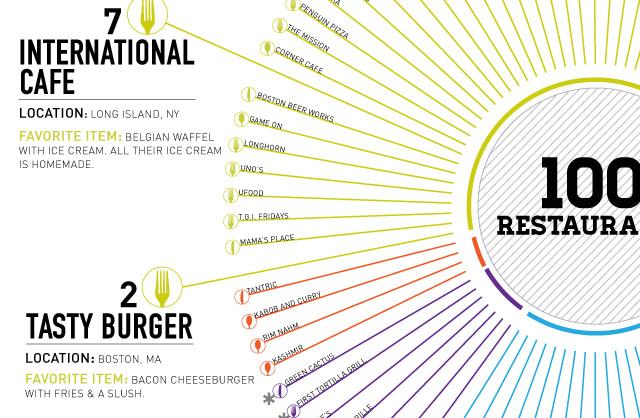 7
INTERNATIONAL
CAFE
LOCATION: LONG ISLAND, NY
FAVORITE ITEM: BELGIAN WAFFEL
WITH ICE CREAM. ALL THEIR ICE CREAM
IS HOMEMADE.
PENGUIN PIZZA
THE MISSION
CORNER CAFE
BOSTON BEER WORKS
GAME ON
LONGHORN
UNO'S
UFOOD
T.G.I. FRIDAYS
MAMA'S PLACE
100
RESTAURA
2
TASTY BURGER
LOCATION: BOSTON, MA
FAVORITE ITEM: BACON CHEESEBURGER
WITH FRIES & A SLUSH.
TANTRIC
KABOB AND CURRY
RIM NAHM
KASHMIR
GREEN CACTUS
FIRST TORTILLA GRILL